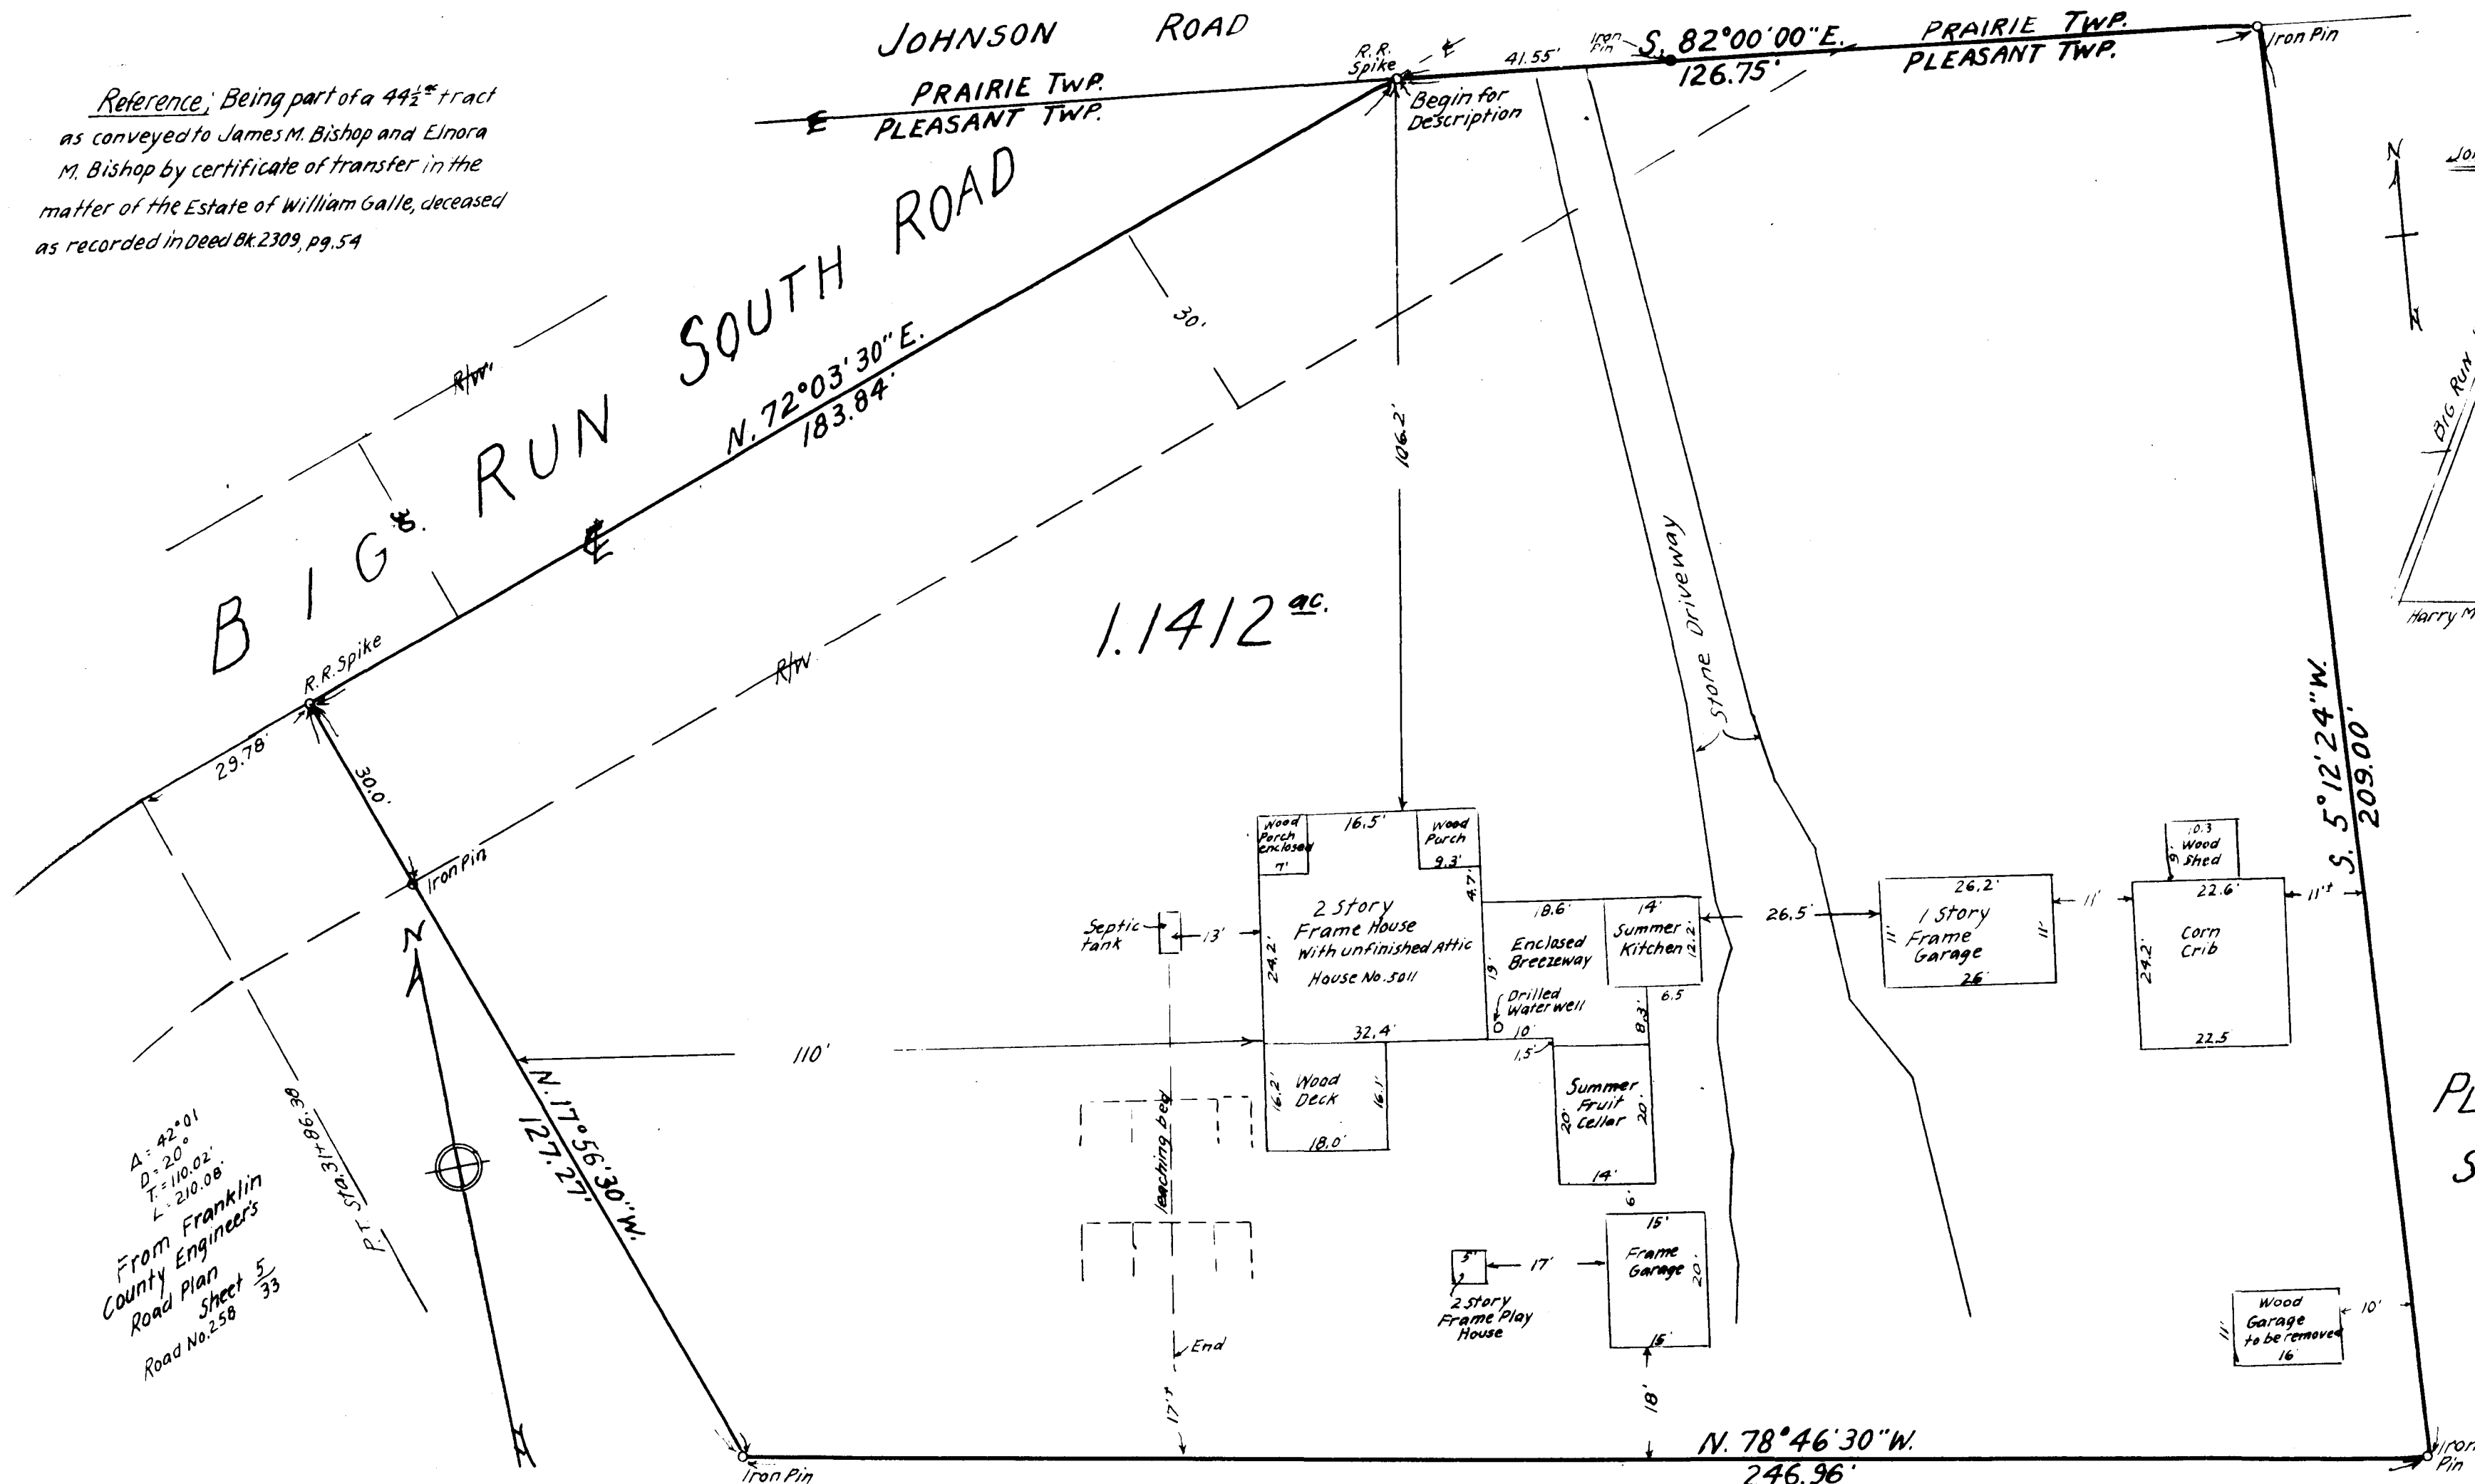 JOHNSON ROAD
PRAIRIE TWP.
PLEASANT TWP.
R.R.
Spike
41.55'
Iron
Pin
S. 82°00'00"E.
126.75'
PRAIRIE TWP.
PLEASANT TWP.
Iron Pin
Begin for
Description
Reference; Being part of a 44½ ac tract
as conveyed to James M. Bishop and Elnora
M. Bishop by certificate of transfer in the
matter of the Estate of William Galle, deceased
as recorded in Deed Bk. 2309, pg. 54
BIG RUN SOUTH ROAD
R/W
30'
N. 72°03'30"E.
183.84'
30'
R/W
106.2'
1.1412 ac.
Stone Driveway
N
BIG RUN
Harry M
S. 5°12'24"W.
209.00'
R.R. Spike
29.78'
30.0'
Iron Pin
N
N. 17°56'30"W.
127.27'
110'
P.T. Sta. 31+86.38
Δ = 42°01
D = 20°
T. = 110.02'
L = 210.08'
From Franklin
County Engineer's
Road Plan
Sheet 5/33
Road No. 258
Septic
tank
13'
leaching bed
End
17'±
Wood
Porch
enclosed
7'
16.5'
Wood
Porch
9.3'
4.7'
24.2'
2 Story
Frame House
With unfinished Attic
House No. 5011
32.4'
18.6'
Enclosed
Breezeway
19'
Drilled
Water well
10'
1.5'
14'
Summer
Kitchen
12.2'
6.5
8.3'
26.5'
26.2'
11'
1 Story
Frame
Garage
11'
26'
11'
10.3
9'
Wood
Shed
22.6'
11'±
24.2'
Corn
Crib
22.5
16.2'
Wood
Deck
16.1'
18.0'
Summer
Fruit
Cellar
20'
20'
14'
6'
15'
Frame
Garage
20'
15'
5'
17'
2 Story
Frame Play
House
18'
Wood
Garage
to be removed
16'
11'
10'
PL
S
N. 78°46'30"W.
246.96'
Iron Pin
Iron
Pin